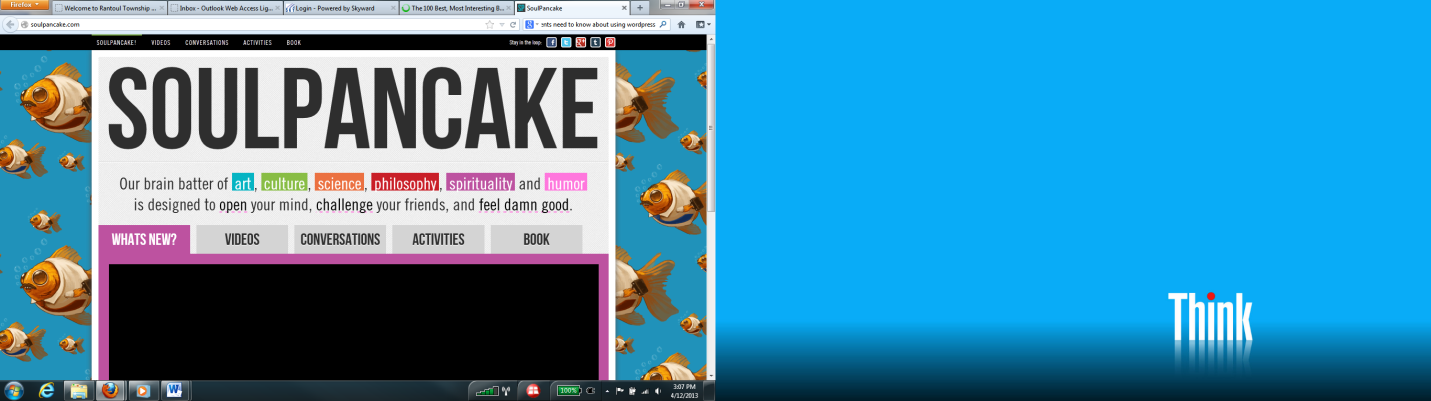 Firefox
Welcome to Rantoul Township ...
Inbox - Outlook Web Access Lig...
Login - Powered by Skyward
The 100 Best, Most Interesting B...
SoulPancake
soulpancake.com
nts need to know about using wordpress
SOULPANCAKE!
VIDEOS
CONVERSATIONS
ACTIVITIES
BOOK
Stay in the loop:
SOULPANCAKE
Our brain batter of art, culture, science, philosophy, spirituality and humor
is designed to open your mind, challenge your friends, and feel damn good.
WHATS NEW?
VIDEOS
CONVERSATIONS
ACTIVITIES
BOOK
Think
100%
3:07 PM
4/12/2013